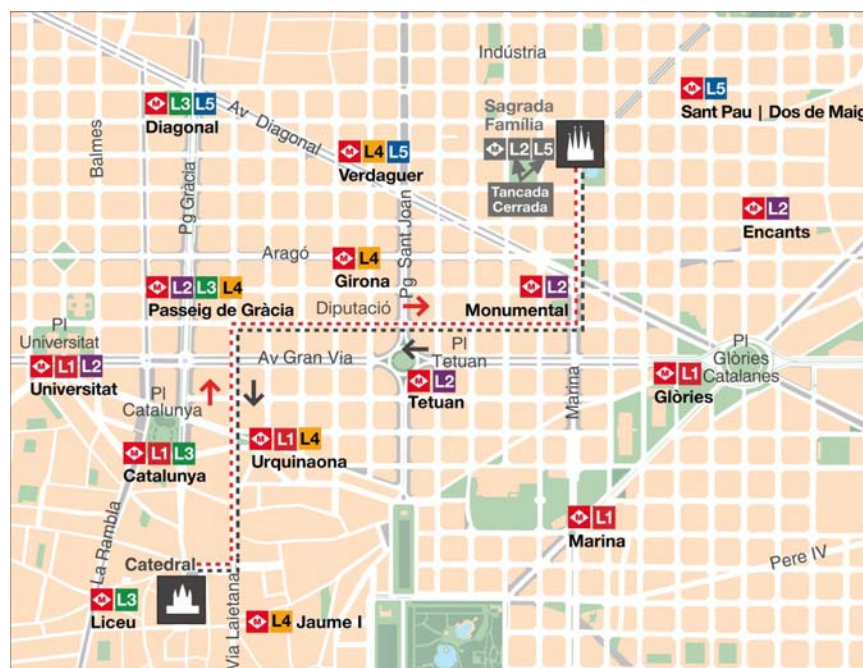 Indústria
M L5
Sant Pau | Dos de Maig
M L3 L5
Diagonal
Av Diagonal
Sagrada
Família
M L2 L5
Tancada
Cerrada
Balmes
Pg Gràcia
M L4 L5
Verdaguer
Pg Sant Joan
M L2
Encants
Aragó
M L4
Girona
M L2 L3 L4
Passeig de Gràcia
Diputació
M L2
Monumental
Pl
Universitat
M L1 L2
Universitat
Av Gran Via
Pl
Tetuan
M L2
Tetuan
Marina
Pl
Glòries
Catalanes
M L1
Glòries
Pl
Catalunya
M L1 L3
Catalunya
M L1 L4
Urquinaona
La Rambla
M L1
Marina
Pere IV
Catedral
M L3
Liceu
Via Laietana
M L4 Jaume I